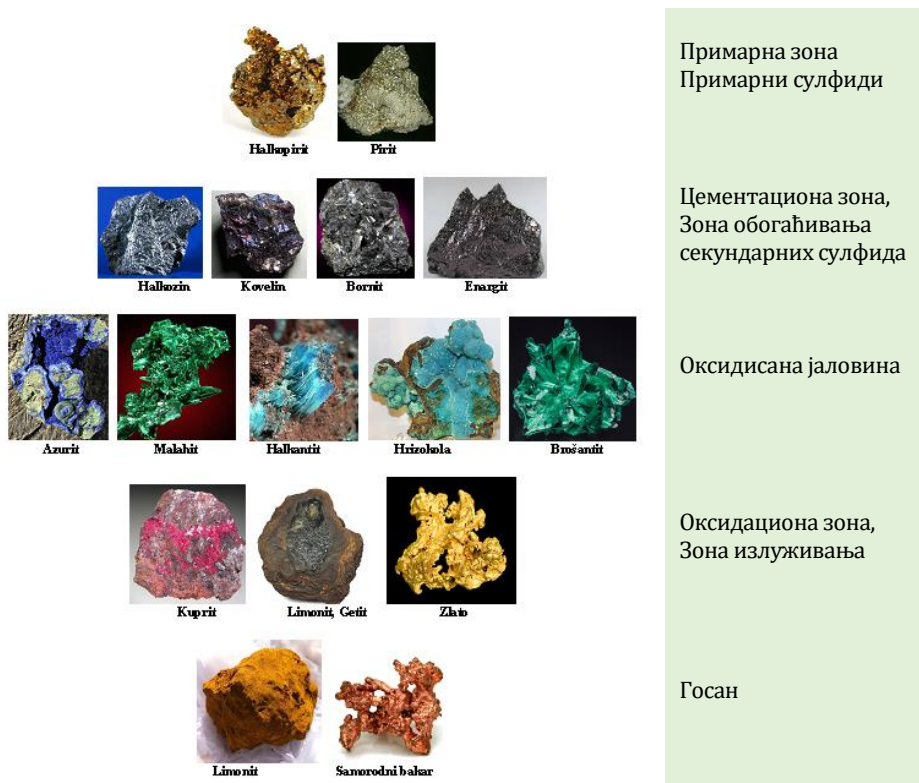 Примарна зона
Примарни сулфиди
Halkopirit Pirit
Цементациона зона,
Зона обогаћивања
секундарних сулфида
Halkozin Kovelin Bornit Enargit
Оксидисана јаловина
Azurit Malahit Halkantit Hrizokola Brošantit
Оксидациона зона,
Зона излуживања
Kuprit Limonit, Getit Zlato
Госан
Limonit Samorodni bakar